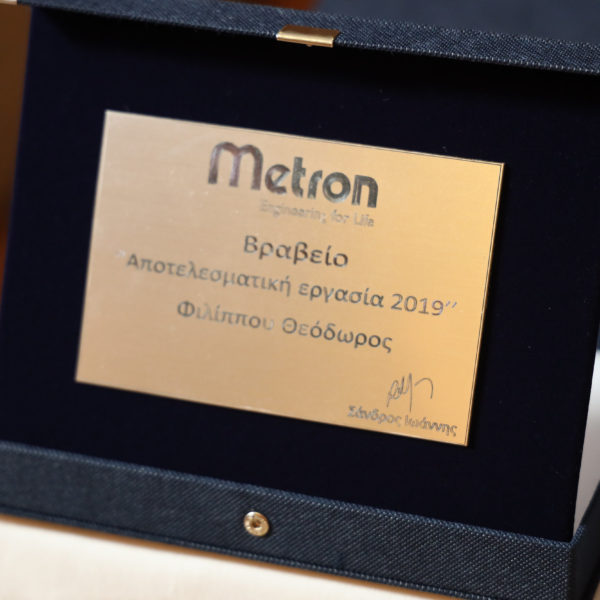 Metron
Engineering for Life
Βραβείο
"Αποτελεσματική εργασία 2019"
Φιλίππου Θεόδωρος
Σάνδρος Ιωάννης